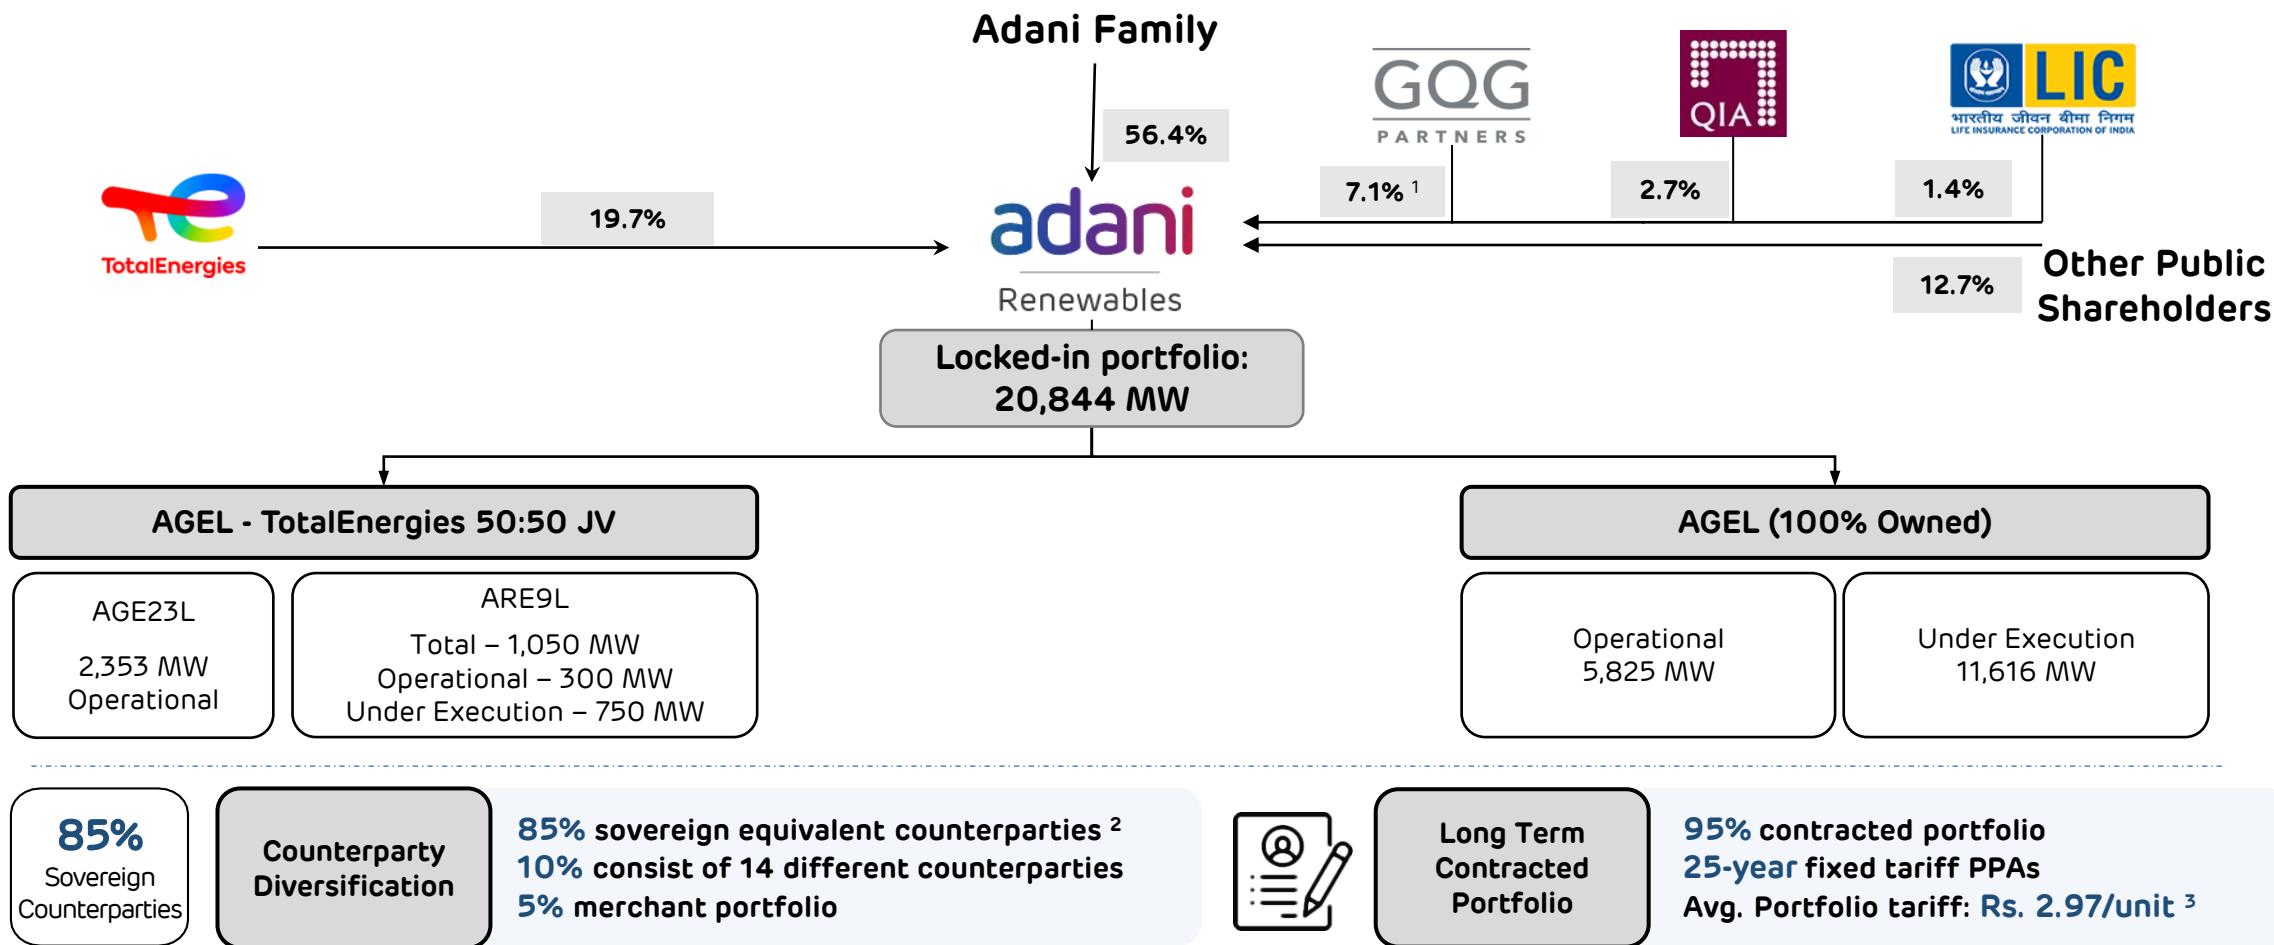 Adani Family
GQG
PARTNERS
QIA
LIC
भारतीय जीवन बीमा निगम
LIFE INSURANCE CORPORATION OF INDIA
56.4%
7.1% 1
2.7%
1.4%
TotalEnergies
19.7%
adani
Renewables
12.7%
Other Public
Shareholders
Locked-in portfolio:
20,844 MW
AGEL - TotalEnergies 50:50 JV
AGE23L
2,353 MW
Operational
ARE9L
Total – 1,050 MW
Operational – 300 MW
Under Execution – 750 MW
AGEL (100% Owned)
Operational
5,825 MW
Under Execution
11,616 MW
85%
Sovereign
Counterparties
Counterparty
Diversification
85% sovereign equivalent counterparties 2
10% consist of 14 different counterparties
5% merchant portfolio
Long Term
Contracted
Portfolio
95% contracted portfolio
25-year fixed tariff PPAs
Avg. Portfolio tariff: Rs. 2.97/unit 3